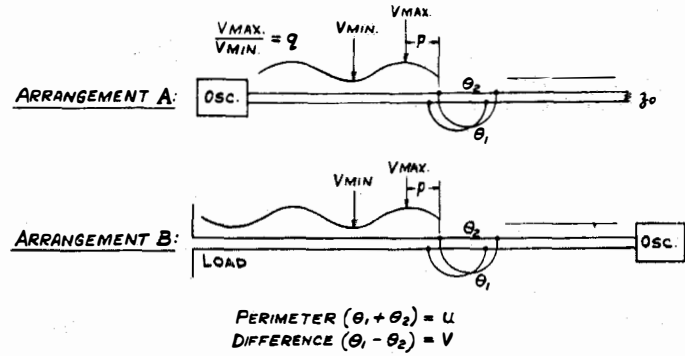 VMAX.
VMIN. = q
VMIN.
VMAX.
P
ARRANGEMENT A:
OSC.
θ2
θ1
z0
VMAX.
VMIN
P
ARRANGEMENT B:
LOAD
θ2
θ1
OSC.
PERIMETER (θ1 + θ2) = u
DIFFERENCE (θ1 - θ2) = V